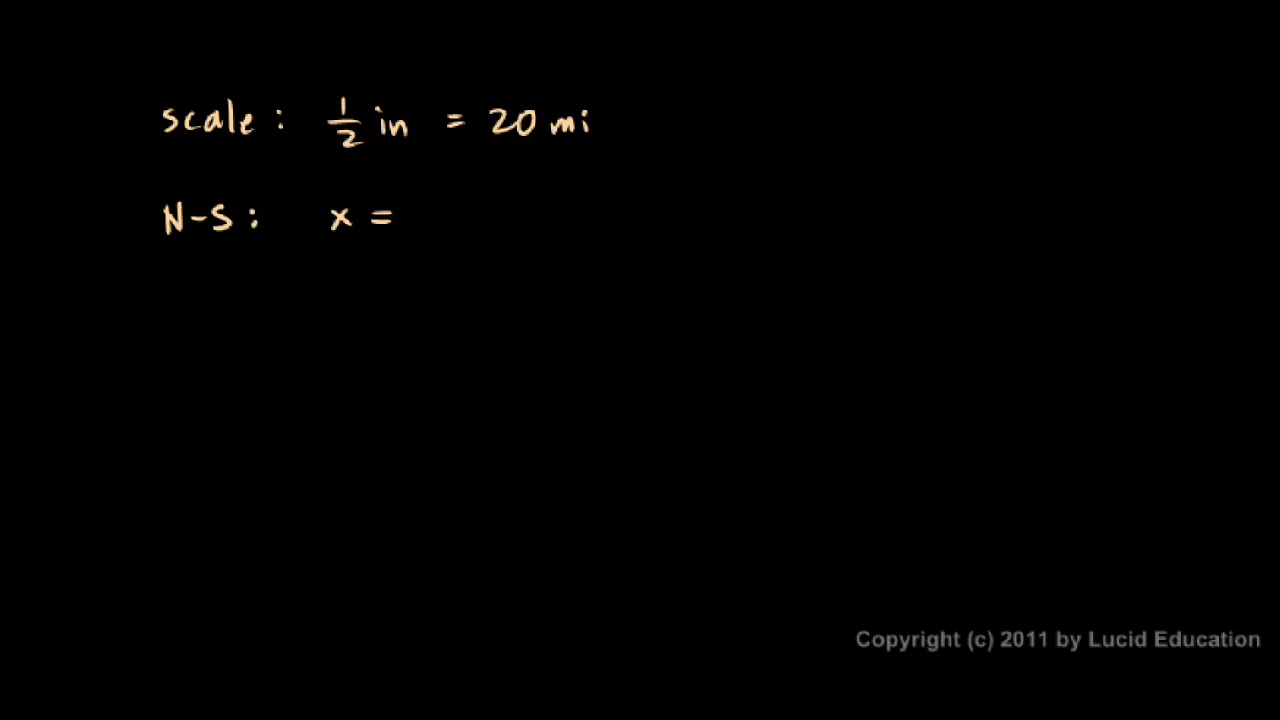 scale: 1/2 in = 20 mi
N-S: x =
Copyright (c) 2011 by Lucid Education